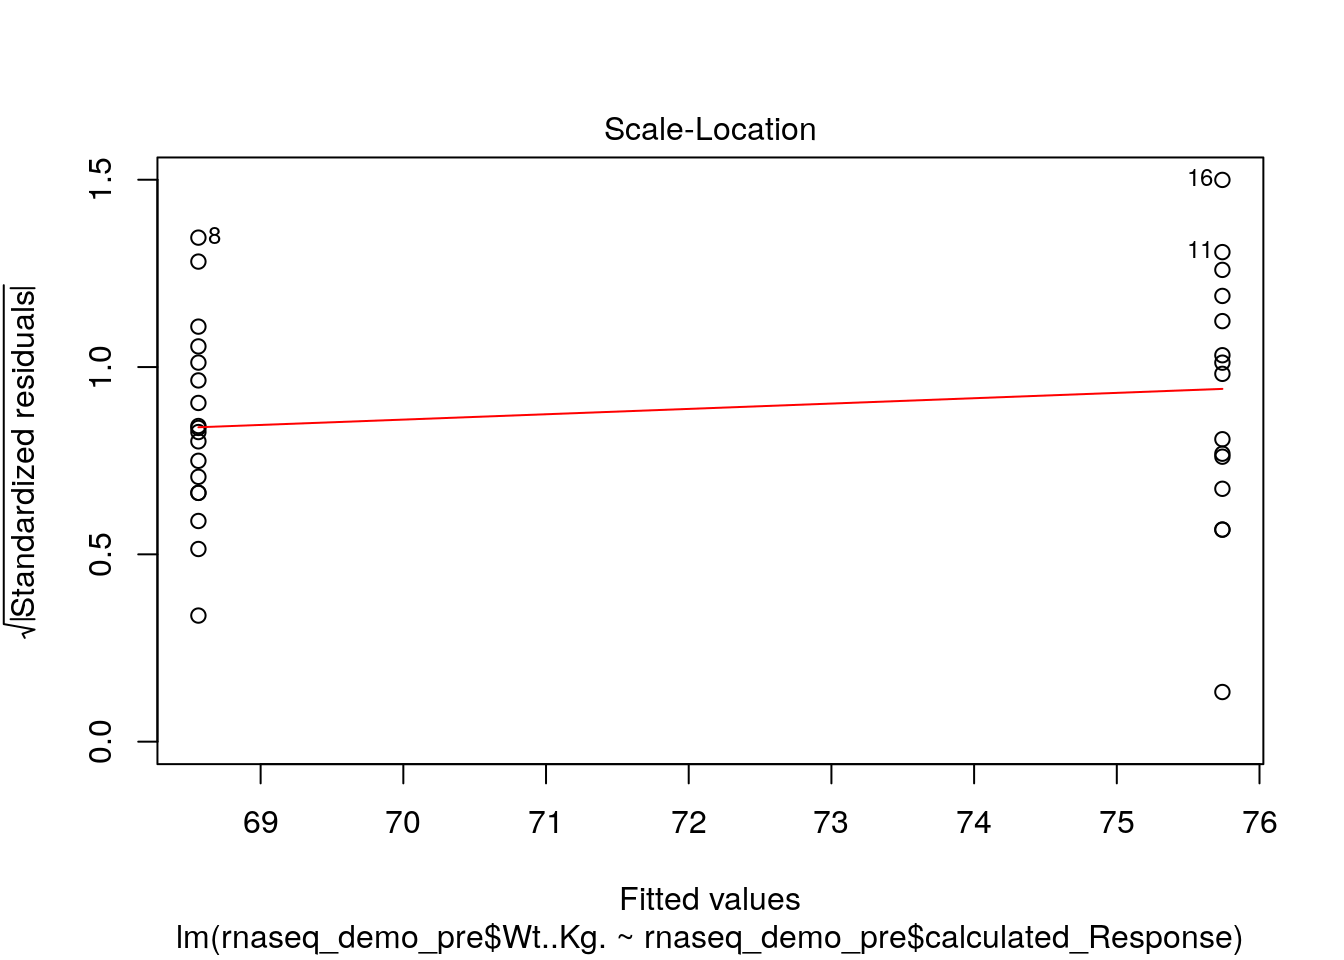 Scale-Location
√|Standardized residuals|
1.5
1.0
0.5
0.0
8
16
11
69 70 71 72 73 74 75 76
Fitted values
lm(rnaseq_demo_pre$Wt..Kg. ~ rnaseq_demo_pre$calculated_Response)